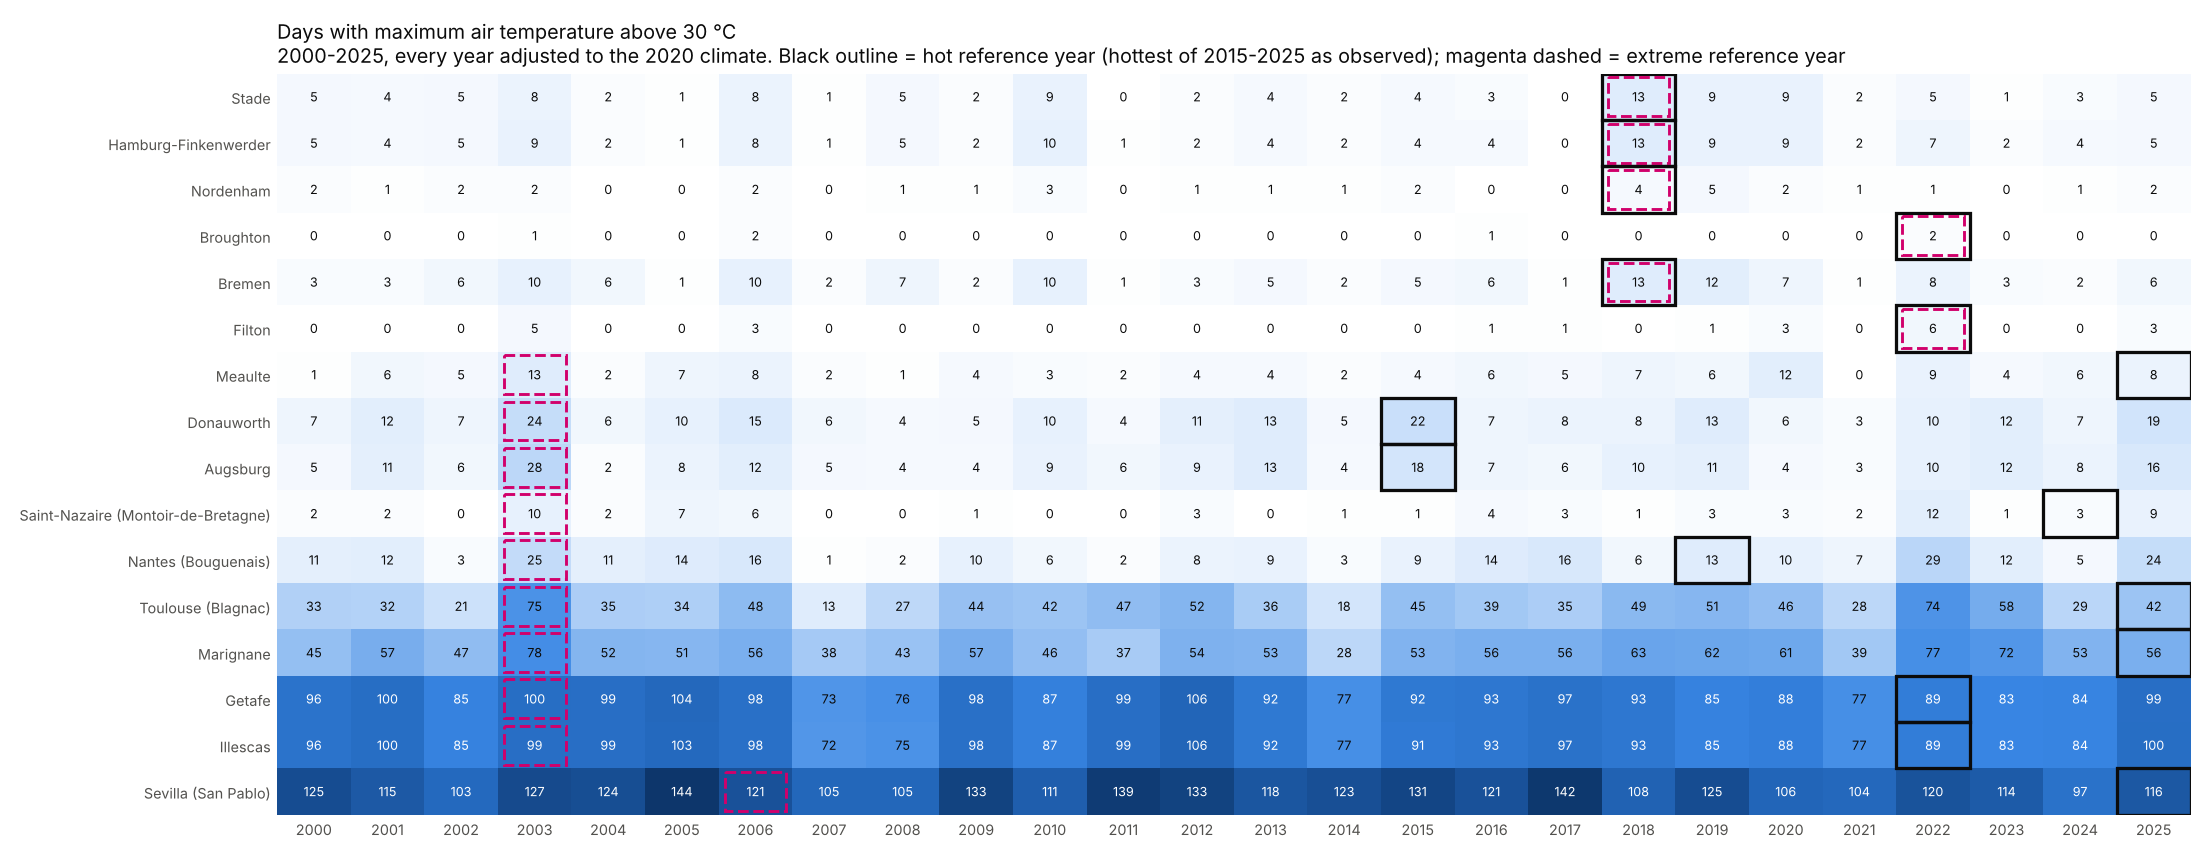 Days with maximum air temperature above 30 °C
2000-2025, every year adjusted to the 2020 climate. Black outline = hot reference year (hottest of 2015-2025 as observed); magenta dashed = extreme reference year
Stade 5 4 5 8 2 1 8 1 5 2 9 0 2 4 2 4 3 0 13 9 9 2 5 1 3 5
Hamburg-Finkenwerder 5 4 5 9 2 1 8 1 5 2 10 1 2 4 2 4 4 0 13 9 9 2 7 2 4 5
Nordenham 2 1 2 2 0 0 2 0 1 1 3 0 1 1 1 2 0 0 4 5 2 1 1 0 1 2
Broughton 0 0 0 1 0 0 2 0 0 0 0 0 0 0 0 0 1 0 0 0 0 0 2 0 0 0
Bremen 3 3 6 10 6 1 10 2 7 2 10 1 3 5 2 5 6 1 13 12 7 1 8 3 2 6
Filton 0 0 0 5 0 0 3 0 0 0 0 0 0 0 0 0 1 1 0 1 3 0 6 0 0 3
Meaulte 1 6 5 13 2 7 8 2 1 4 3 2 4 4 2 4 6 5 7 6 12 0 9 4 6 8
Donauworth 7 12 7 24 6 10 15 6 4 5 10 4 11 13 5 22 7 8 8 13 6 3 10 12 7 19
Augsburg 5 11 6 28 2 8 12 5 4 4 9 6 9 13 4 18 7 6 10 11 4 3 10 12 8 16
Saint-Nazaire (Montoir-de-Bretagne) 2 2 0 10 2 7 6 0 0 1 0 0 3 0 1 1 4 3 1 3 3 2 12 1 3 9
Nantes (Bouguenais) 11 12 3 25 11 14 16 1 2 10 6 2 8 9 3 9 14 16 6 13 10 7 29 12 5 24
Toulouse (Blagnac) 33 32 21 75 35 34 48 13 27 44 42 47 52 36 18 45 39 35 49 51 46 28 74 58 29 42
Marignane 45 57 47 78 52 51 56 38 43 57 46 37 54 53 28 53 56 56 63 62 61 39 77 72 53 56
Getafe 96 100 85 100 99 104 98 73 76 98 87 99 106 92 77 92 93 97 93 85 88 77 89 83 84 99
Illescas 96 100 85 99 99 103 98 72 75 98 87 99 106 92 77 91 93 97 93 85 88 77 89 83 84 100
Sevilla (San Pablo) 125 115 103 127 124 144 121 105 105 133 111 139 133 118 123 131 121 142 108 125 106 104 120 114 97 116
2000 2001 2002 2003 2004 2005 2006 2007 2008 2009 2010 2011 2012 2013 2014 2015 2016 2017 2018 2019 2020 2021 2022 2023 2024 2025